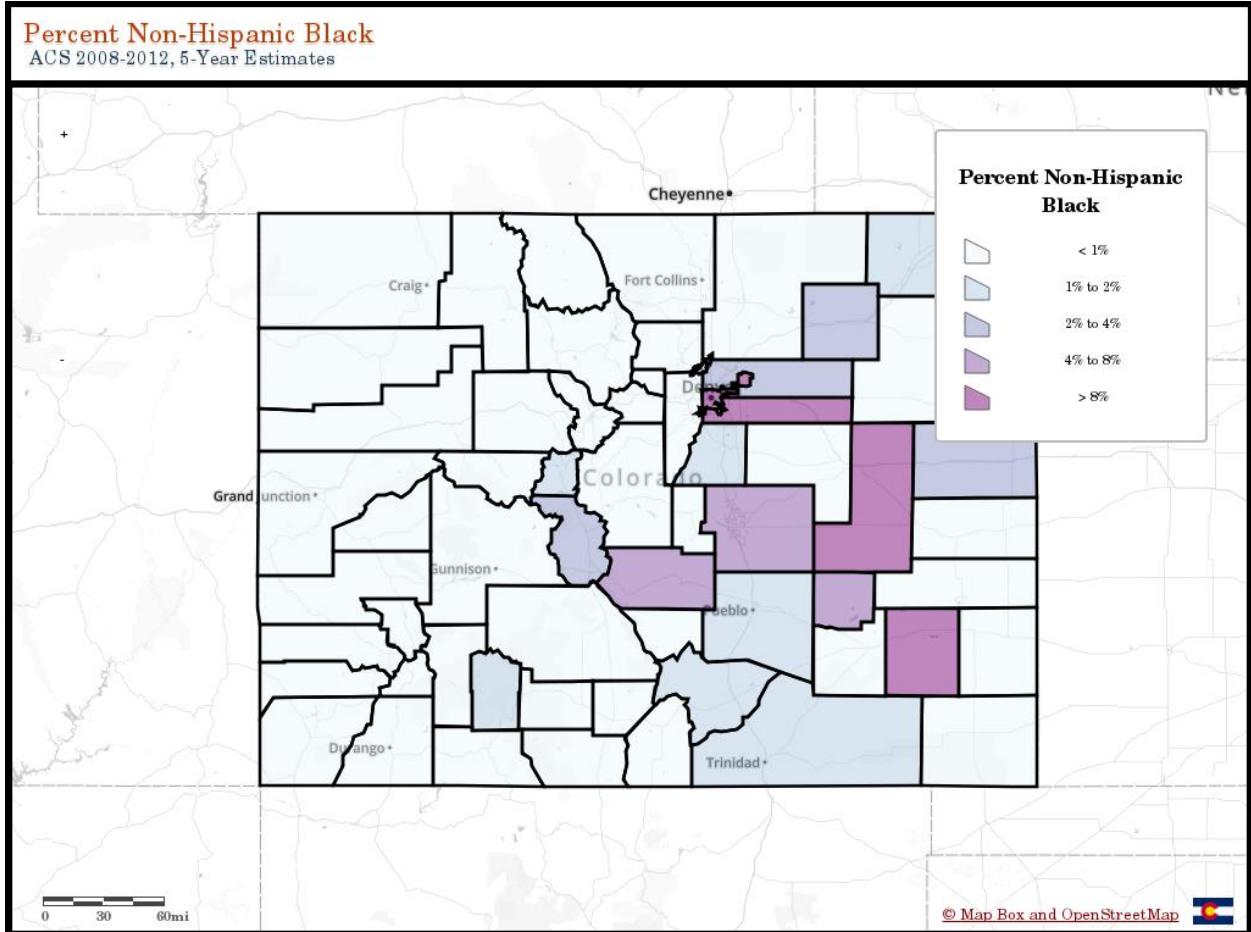 Percent Non-Hispanic Black
ACS 2008-2012, 5-Year Estimates
+
-
Cheyenne
Percent Non-Hispanic
Black
< 1%
1% to 2%
2% to 4%
4% to 8%
> 8%
Craig
Fort Collins
Colorado
Grand Junction
Gunnison
Pueblo
Durango
Trinidad
0 30 60mi
© Map Box and OpenStreetMap